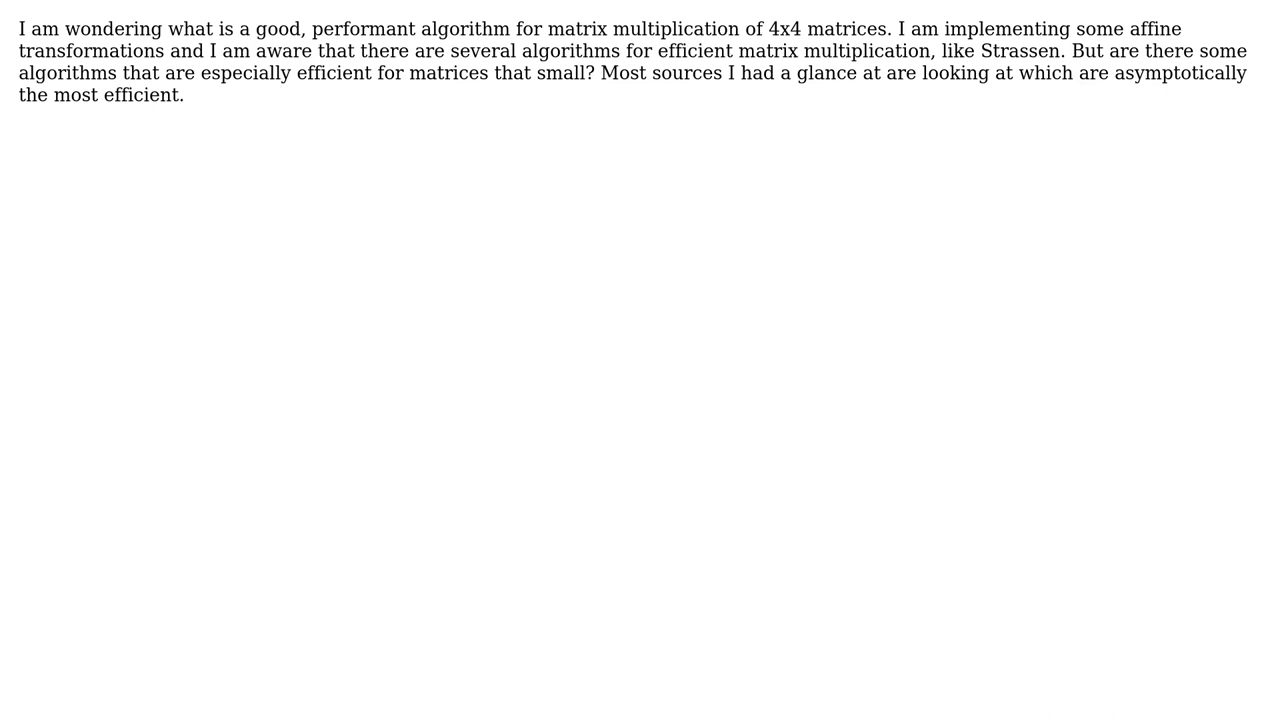 I am wondering what is a good, performant algorithm for matrix multiplication of 4x4 matrices. I am implementing some affine
transformations and I am aware that there are several algorithms for efficient matrix multiplication, like Strassen. But are there some
algorithms that are especially efficient for matrices that small? Most sources I had a glance at are looking at which are asymptotically
the most efficient.